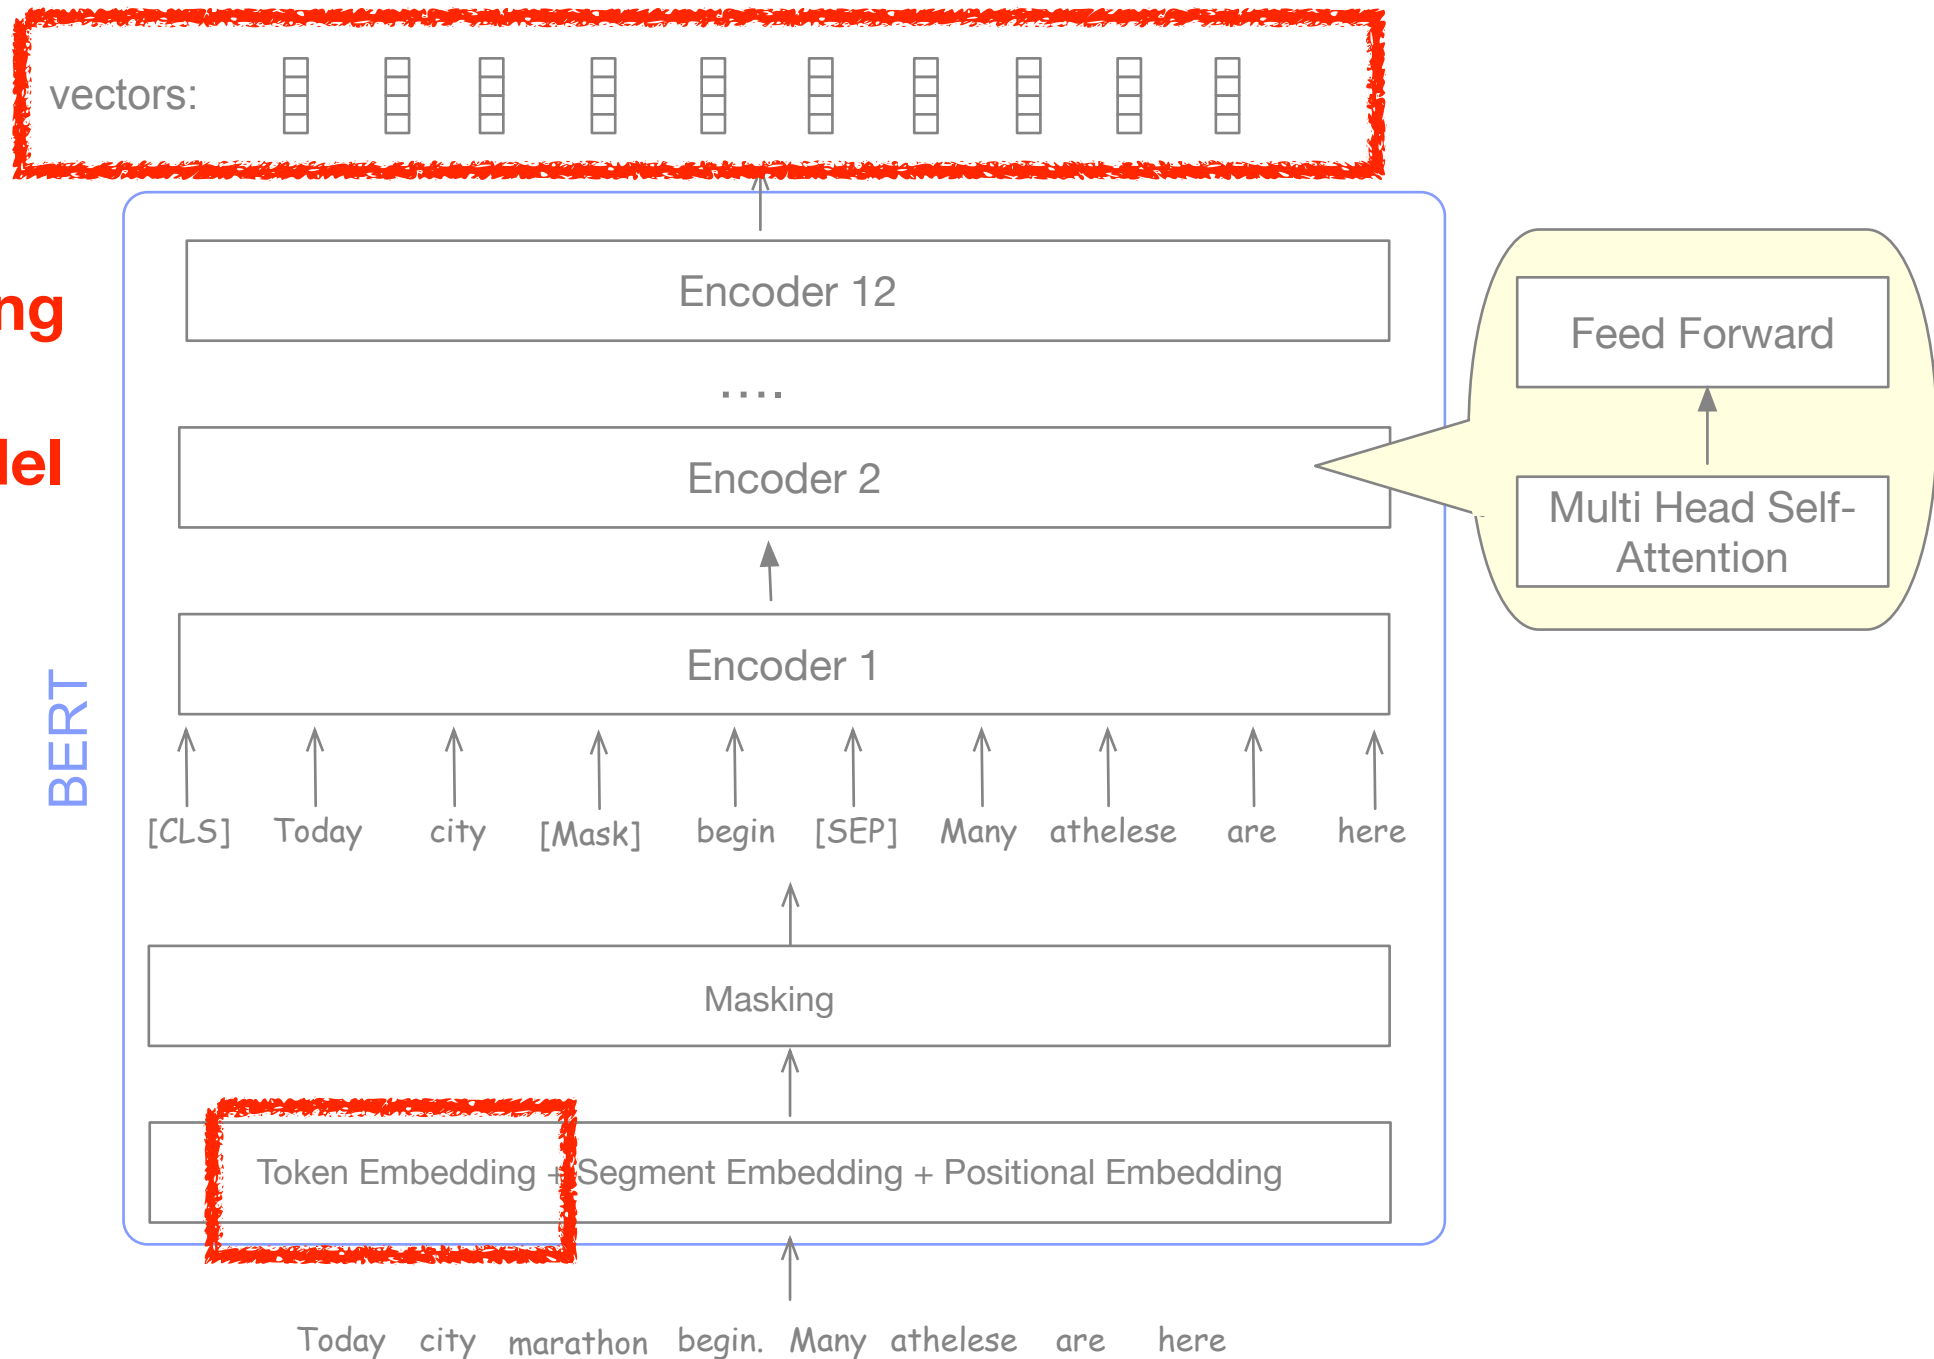 vectors:
Encoder 12
ng
....
del
Encoder 2
Feed Forward
Multi Head Self-
Attention
Encoder 1
BERT
[CLS] Today city [Mask] begin [SEP] Many athelese are here
Masking
Token Embedding + Segment Embedding + Positional Embedding
Today city marathon begin. Many athelese are here